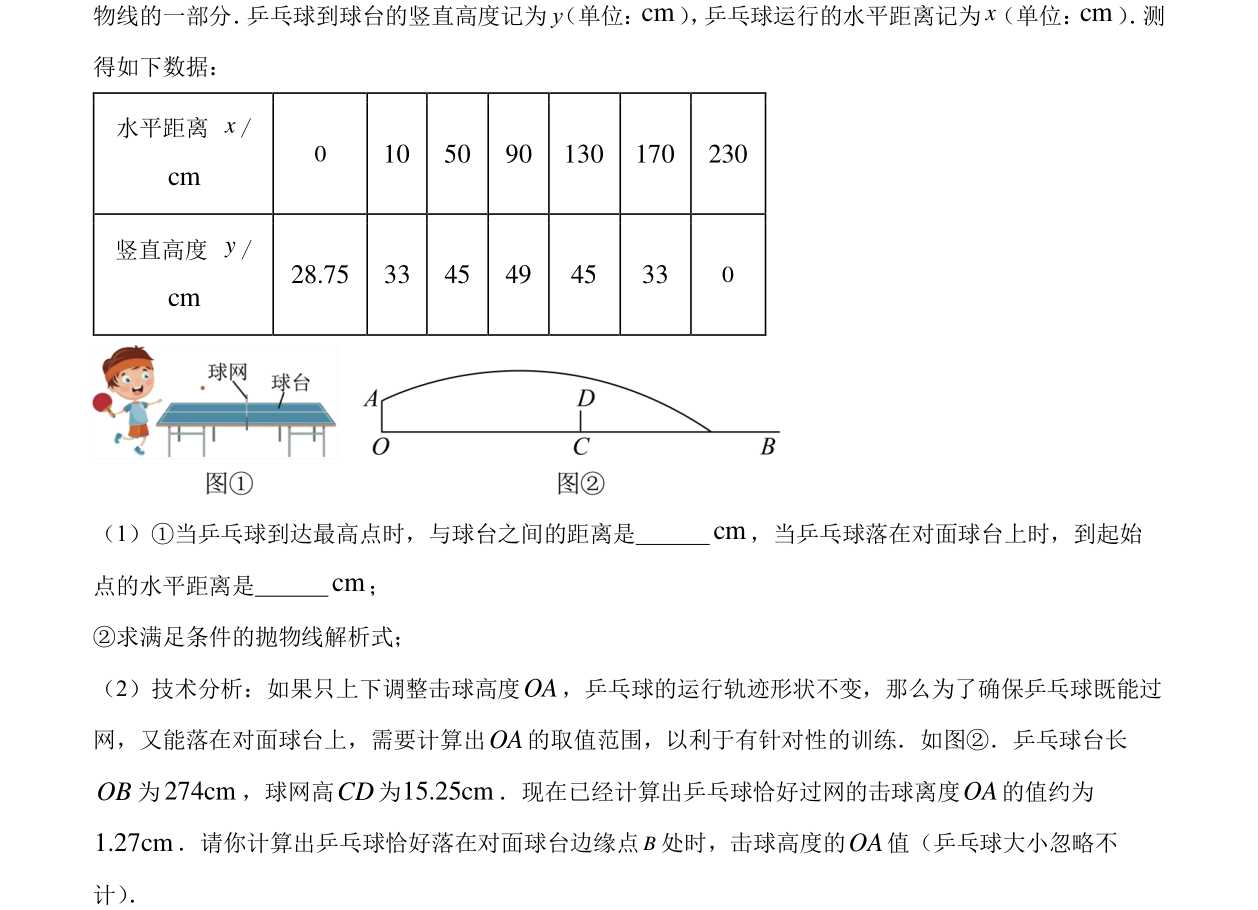 物线的一部分．乒乓球到球台的竖直高度记为 y（单位：cm），乒乓球运行的水平距离记为 x（单位：cm）．测
得如下数据：
水平距离 x / cm 0 10 50 90 130 170 230
竖直高度 y / cm 28.75 33 45 49 45 33 0
球网
球台
A
D
O
C
B
图①
图②
（1）①当乒乓球到达最高点时，与球台之间的距离是______cm，当乒乓球落在对面球台上时，到起始
点的水平距离是______cm；
②求满足条件的抛物线解析式；
（2）技术分析：如果只上下调整击球高度OA，乒乓球的运行轨迹形状不变，那么为了确保乒乓球既能过
网，又能落在对面球台上，需要计算出OA的取值范围，以利于有针对性的训练．如图②．乒乓球台长
OB为274cm，球网高CD为15.25cm．现在已经计算出乒乓球恰好过网的击球离度OA的值约为
1.27cm．请你计算出乒乓球恰好落在对面球台边缘点B处时，击球高度的OA值（乒乓球大小忽略不
计）．